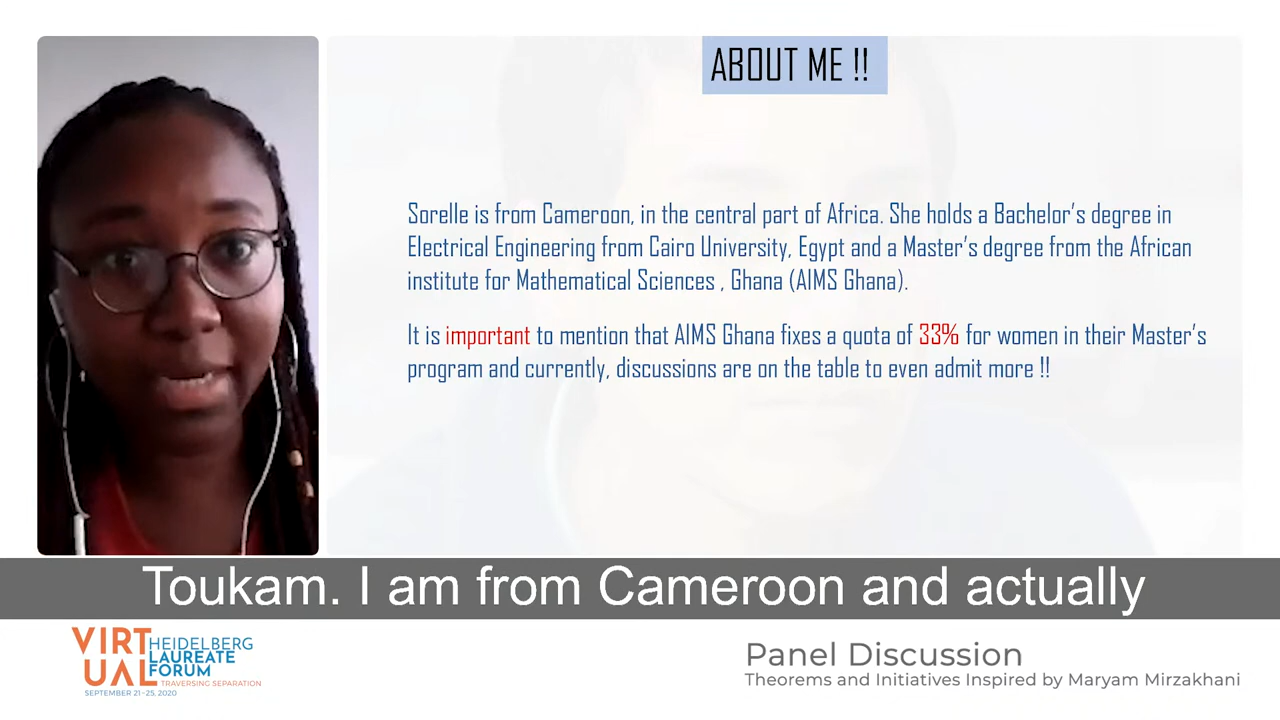 ABOUT ME !!
Sorelle is from Cameroon, in the central part of Africa. She holds a Bachelor's degree in
Electrical Engineering from Cairo University, Egypt and a Master's degree from the African
institute for Mathematical Sciences , Ghana (AIMS Ghana).
It is important to mention that AIMS Ghana fixes a quota of 33% for women in their Master's
program and currently, discussions are on the table to even admit more !!
Toukam. I am from Cameroon and actually
VIRTUAL
HEIDELBERG
LAUREATE
FORUM
TRAVERSING SEPARATION
SEPTEMBER 21–25, 2020
Panel Discussion
Theorems and Initiatives Inspired by Maryam Mirzakhani